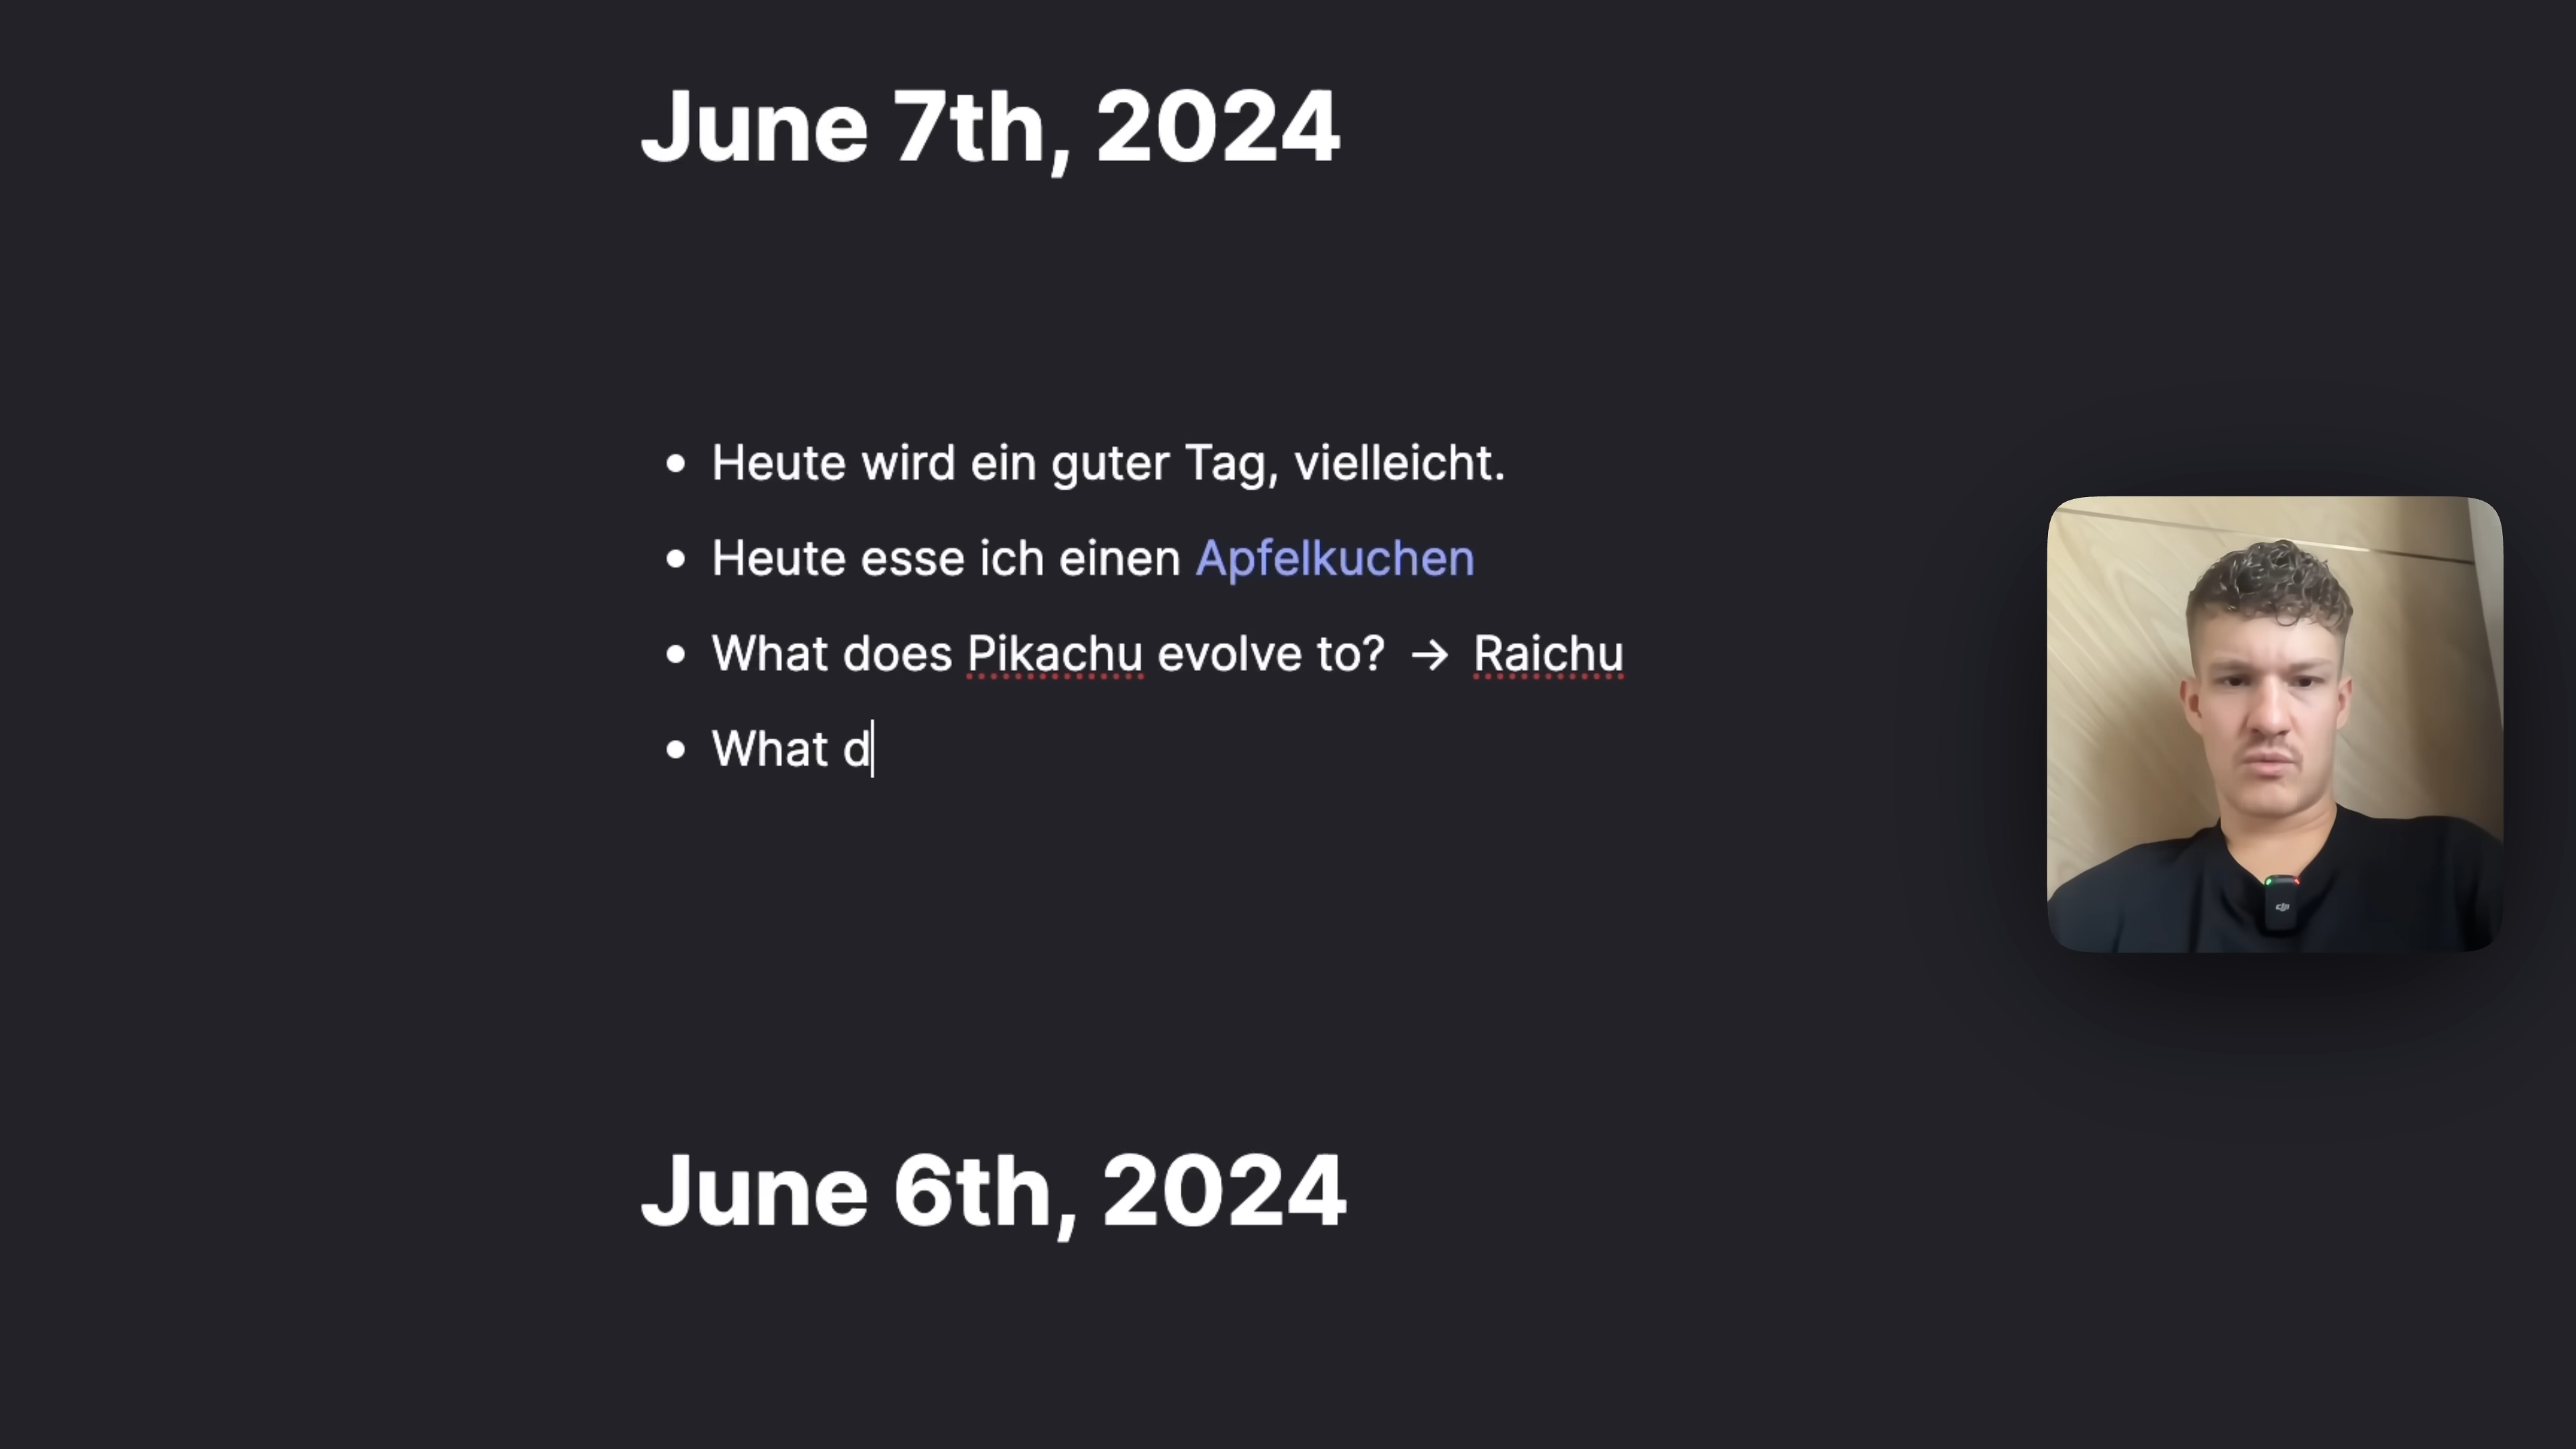 June 7th, 2024
• Heute wird ein guter Tag, vielleicht.
• Heute esse ich einen Apfelkuchen
• What does Pikachu evolve to? → Raichu
• What d
dji
June 6th, 2024